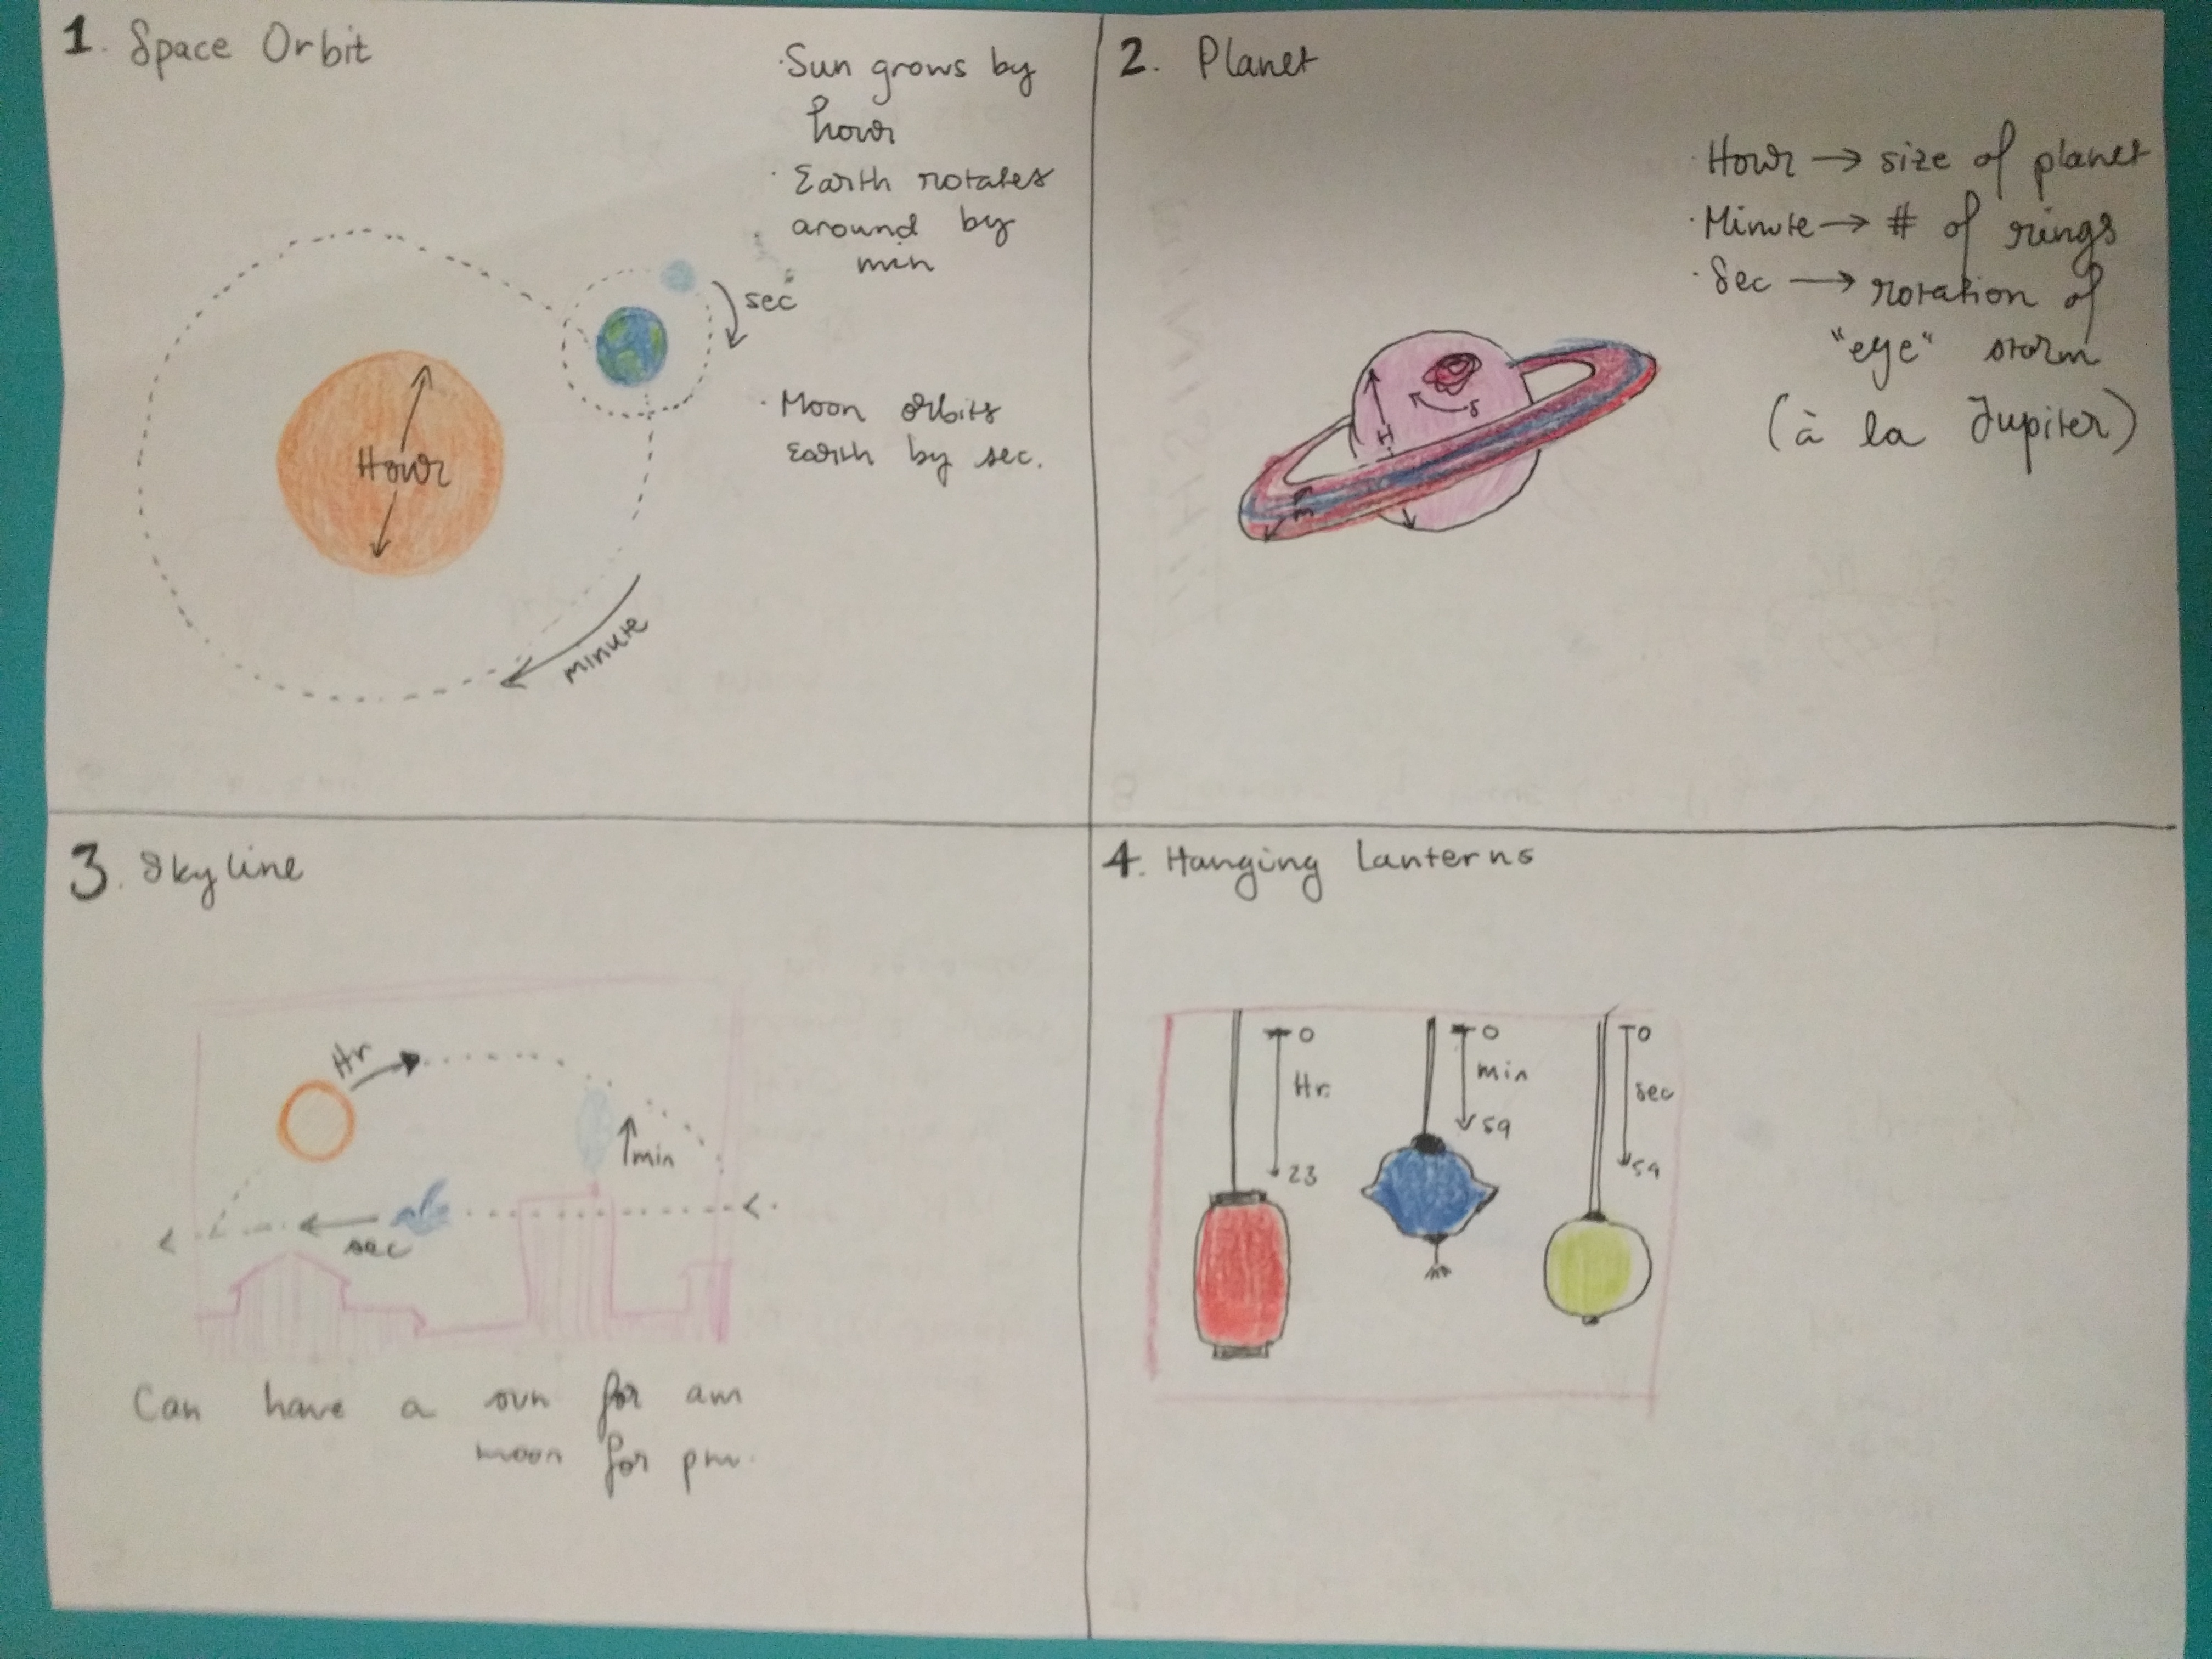 1. Space Orbit
· Sun grows by
hour
· Earth rotates
around by
min
sec
· Moon orbits
Earth by sec.
Hour
minute
2. Planet
· Hour → size of planet
· Minute → # of rings
· Sec → rotation of
"eye" storm
(à la Jupiter)
s
H
m
3. Skyline
Hr
min
sec
Can have a sun for am
moon for pm.
4. Hanging Lanterns
0
Hr.
23
0
min
59
0
sec
59